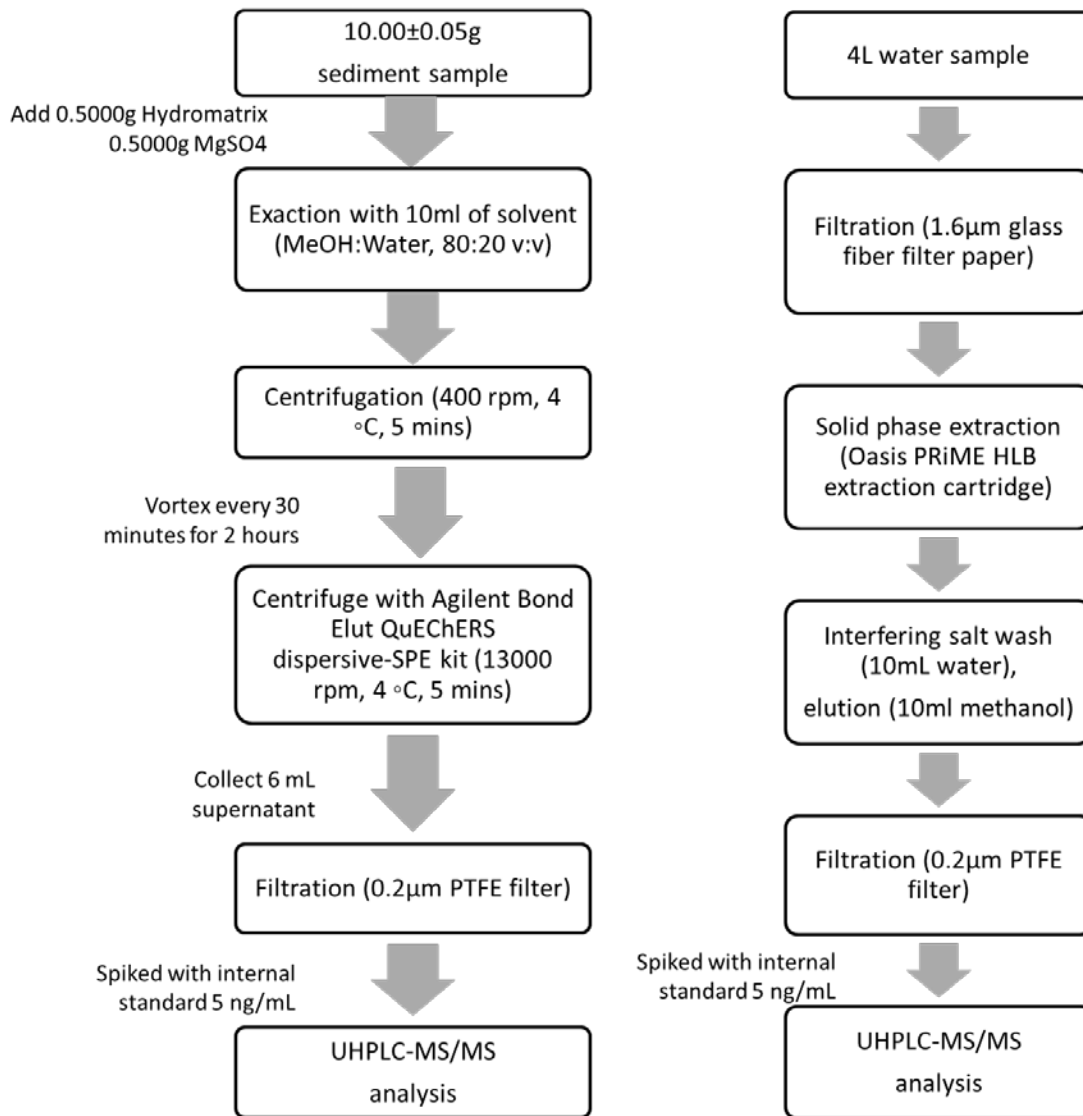 10.00±0.05g
sediment sample
Add 0.5000g Hydromatrix
0.5000g MgSO4
Exaction with 10ml of solvent
(MeOH:Water, 80:20 v:v)
Centrifugation (400 rpm, 4
◦C, 5 mins)
Vortex every 30
minutes for 2 hours
Centrifuge with Agilent Bond
Elut QuEChERS
dispersive-SPE kit (13000
rpm, 4 ◦C, 5 mins)
Collect 6 mL
supernatant
Filtration (0.2µm PTFE filter)
Spiked with internal
standard 5 ng/mL
UHPLC-MS/MS
analysis
4L water sample
Filtration (1.6µm glass
fiber filter paper)
Solid phase extraction
(Oasis PRiME HLB
extraction cartridge)
Interfering salt wash
(10mL water),
elution (10ml methanol)
Filtration (0.2µm PTFE
filter)
Spiked with internal
standard 5 ng/mL
UHPLC-MS/MS
analysis